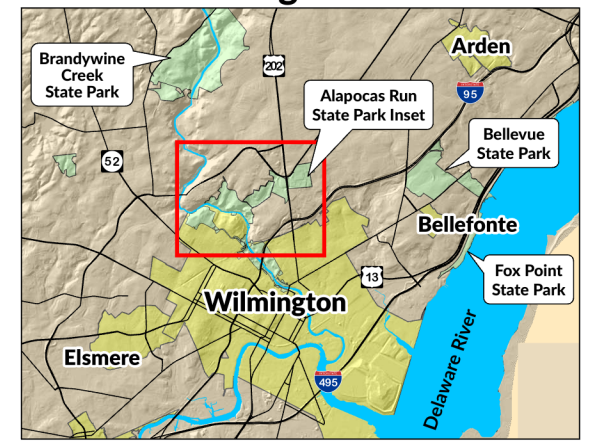 Arden
Brandywine
Creek
State Park
202
95
Alapocas Run
State Park Inset
Bellevue
State Park
52
Bellefonte
Fox Point
State Park
13
Wilmington
Elsmere
495
Delaware River